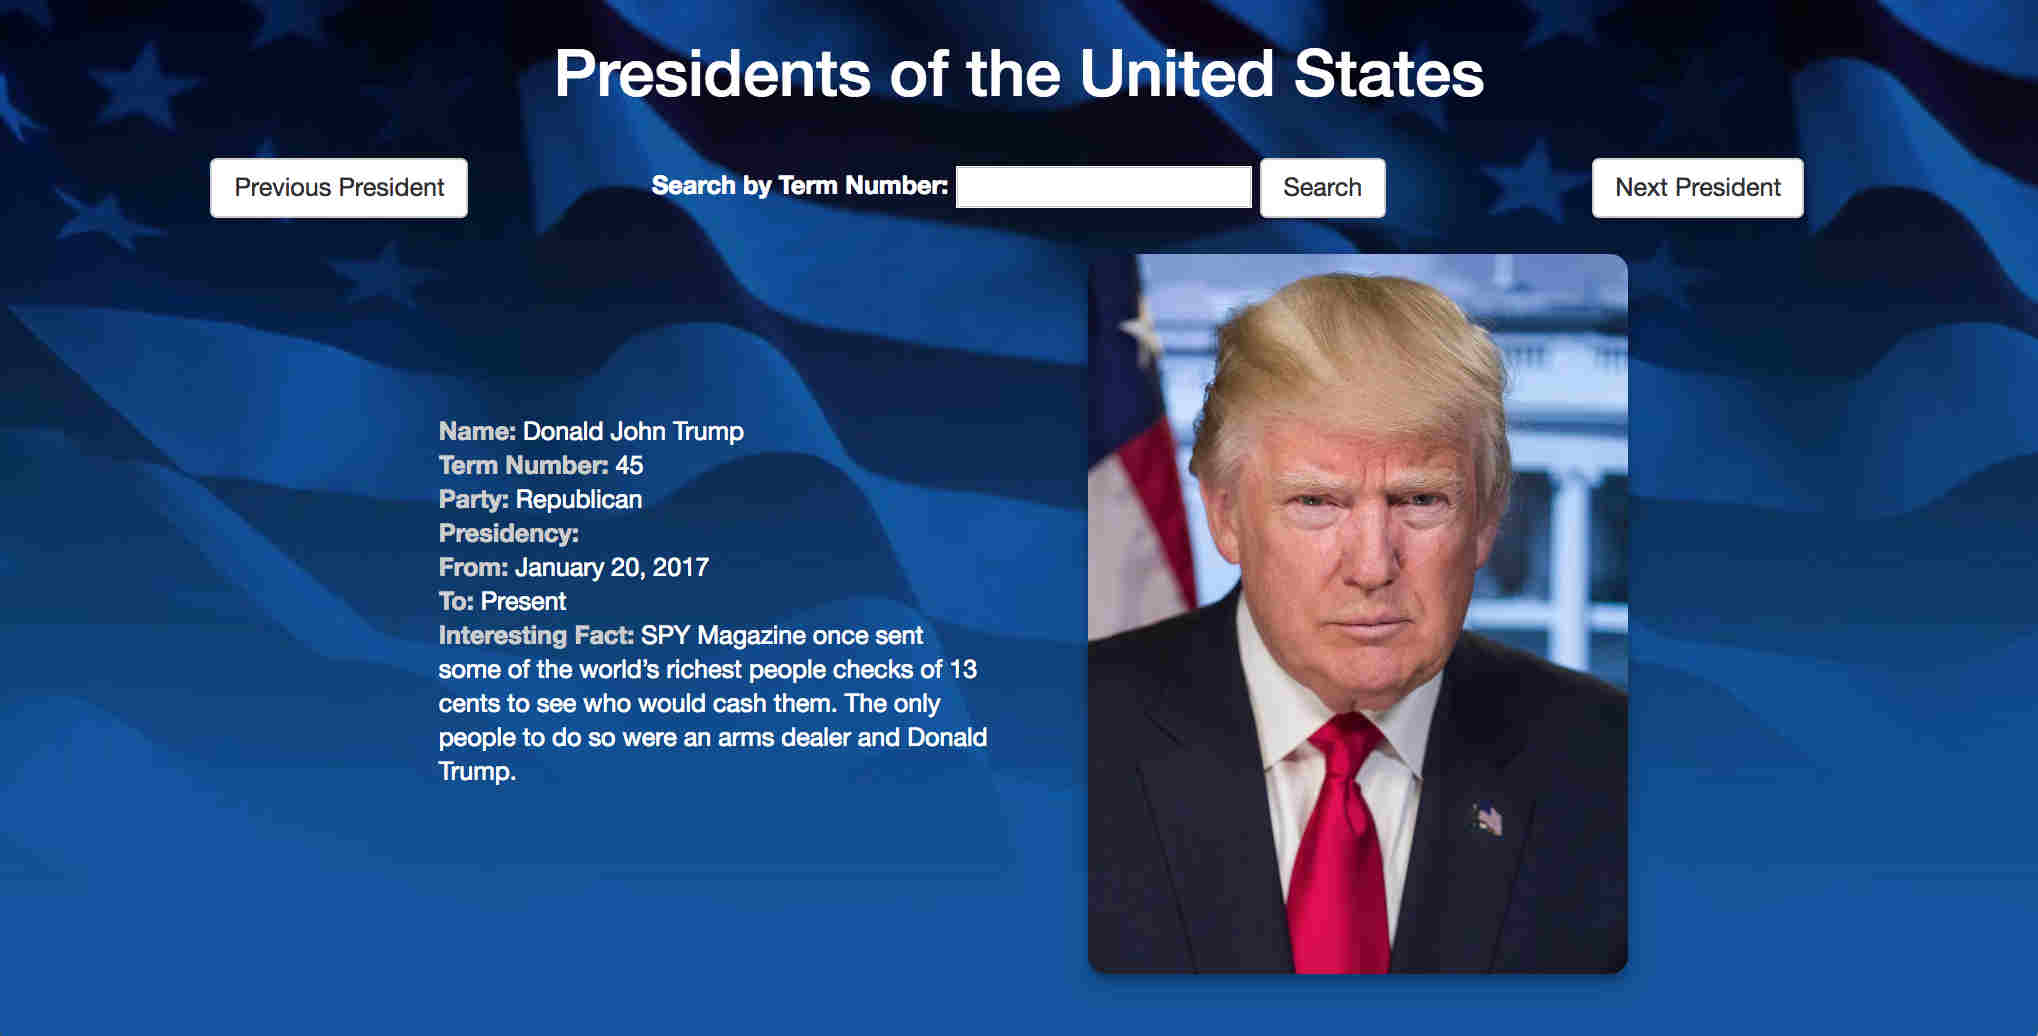 Presidents of the United States
Previous President
Search by Term Number:
Search
Next President
Name: Donald John Trump
Term Number: 45
Party: Republican
Presidency:
From: January 20, 2017
To: Present
Interesting Fact: SPY Magazine once sent
some of the world’s richest people checks of 13
cents to see who would cash them. The only
people to do so were an arms dealer and Donald
Trump.